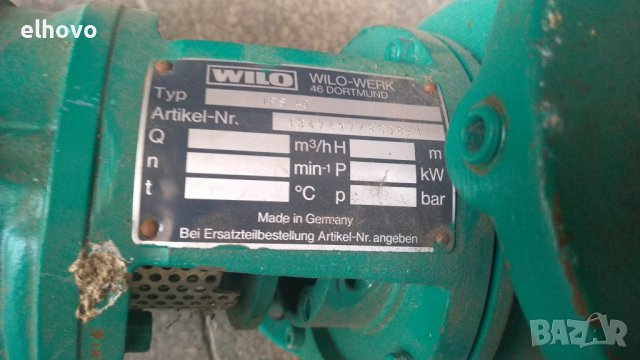 elhovo
WILO WILO-WERK
46 DORTMUND
Typ
Artikel-Nr.
Q m³/h H m
n min⁻¹ P kW
t °C p bar
Made in Germany
Bei Ersatzteilbestellung Artikel-Nr. angeben
BAZAR